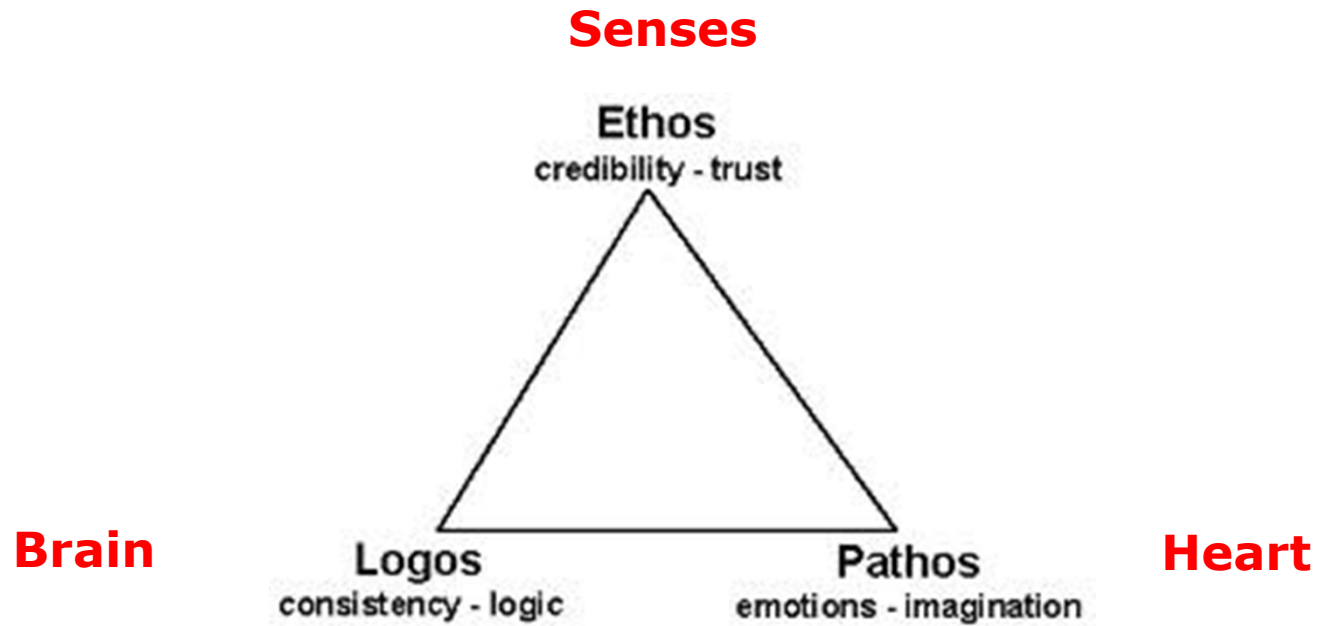 Senses
Ethos
credibility - trust
Brain
Logos
consistency - logic
Pathos
emotions - imagination
Heart